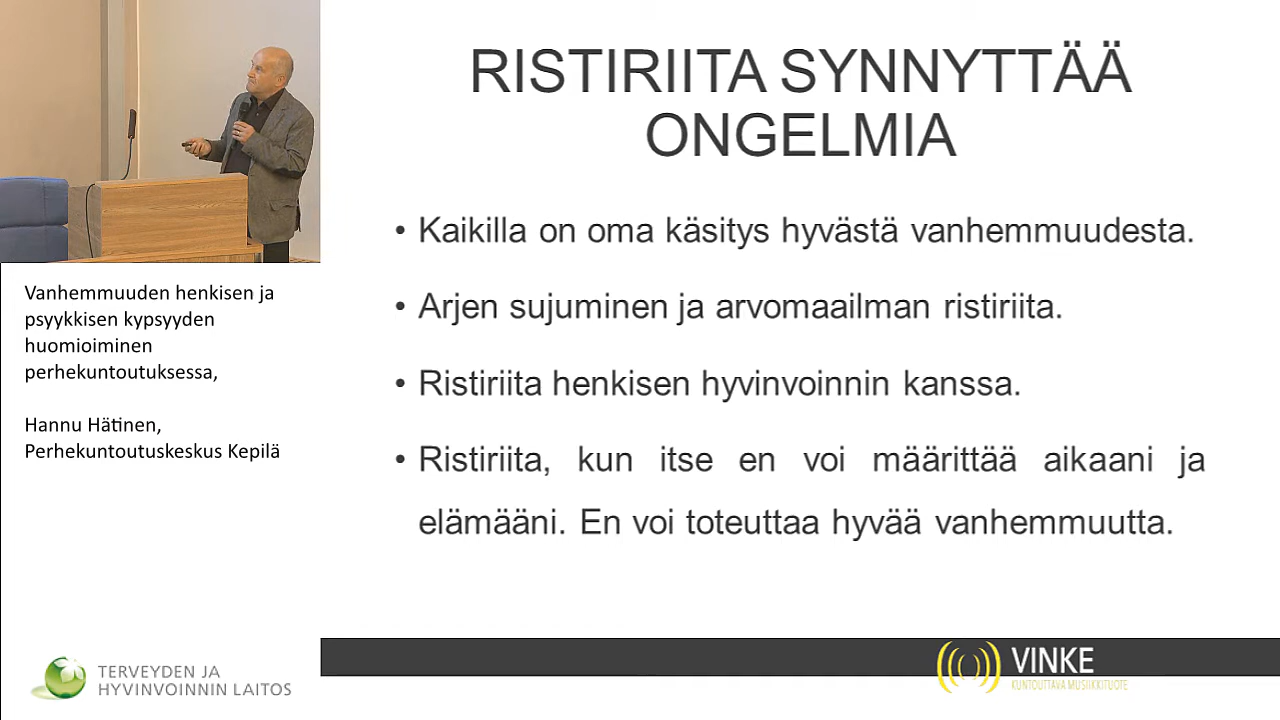 RISTIRIITA SYNNYTTÄÄ
ONGELMIA
• Kaikilla on oma käsitys hyvästä vanhemmuudesta.
• Arjen sujuminen ja arvomaailman ristiriita.
• Ristiriita henkisen hyvinvoinnin kanssa.
• Ristiriita, kun itse en voi määrittää aikaani ja
elämääni. En voi toteuttaa hyvää vanhemmuutta.
Vanhemmuuden henkisen ja
psyykkisen kypsyyden
huomioiminen
perhekuntoutuksessa,
Hannu Hätinen,
Perhekuntoutuskeskus Kepilä
TERVEYDEN JA
HYVINVOINNIN LAITOS
VINKE
KUNTOUTTAVA MUSIIKKITUOTE